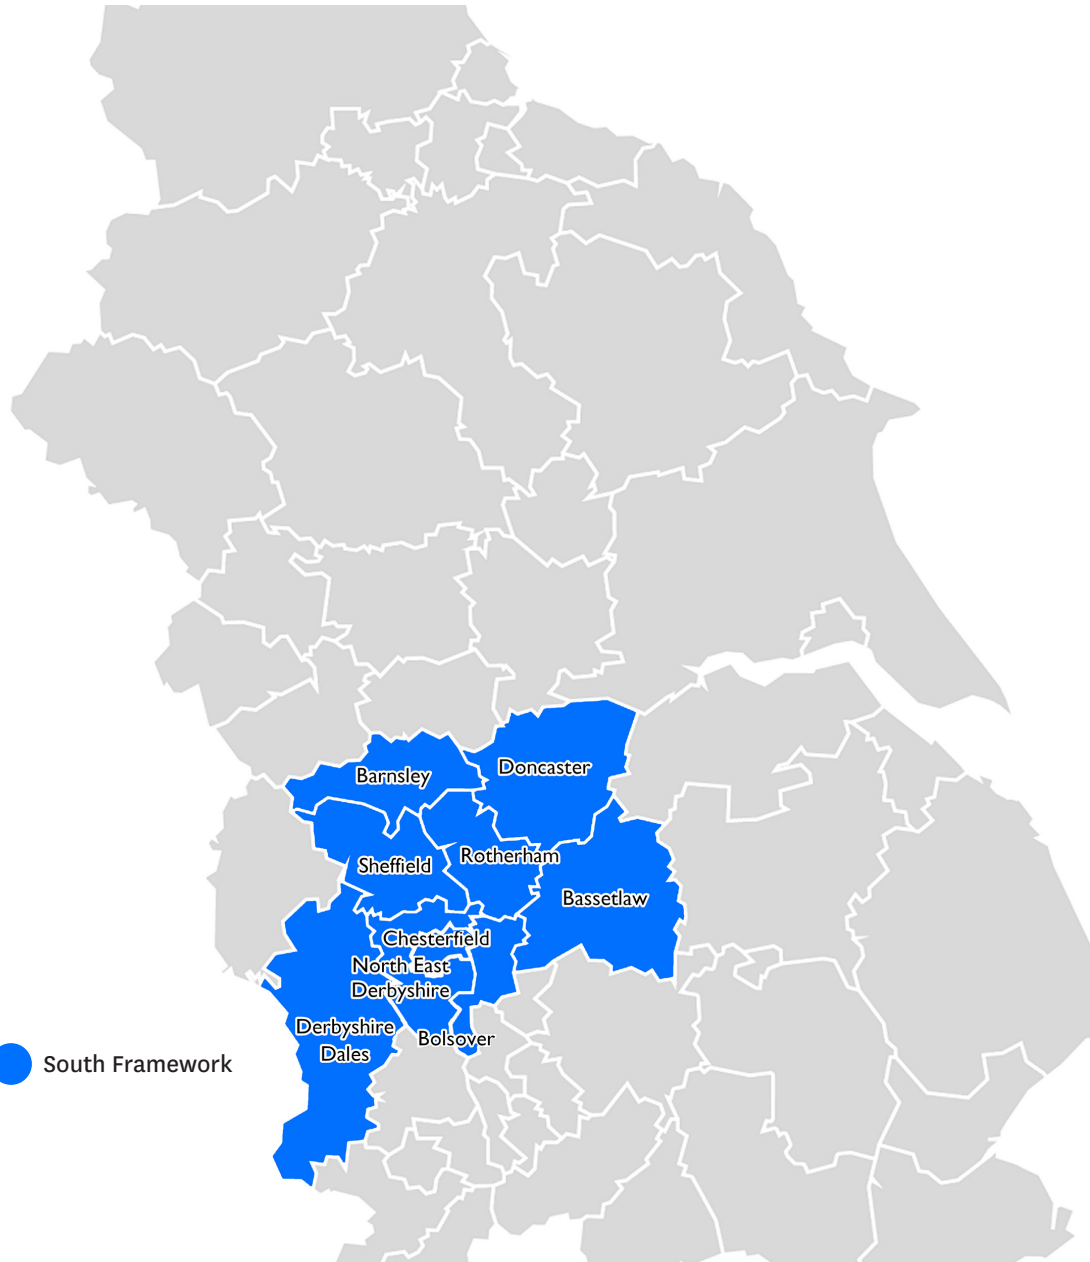 Doncaster
Barnsley
Rotherham
Sheffield
Bassetlaw
Chesterfield
North East
Derbyshire
Derbyshire
Dales
Bolsover
South Framework